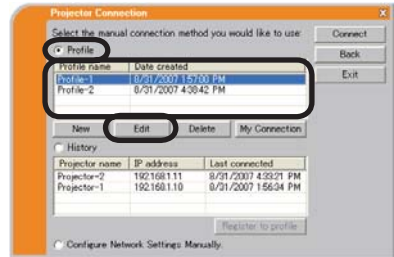 Projector Connection X
Select the manual connection method you would like to use: Connect
Profile Back
Profile name Date created Exit
Profile-1 8/31/2007 1:57:00 PM
Profile-2 8/31/2007 4:38:42 PM
New Edit Delete My Connection
History
Projector name IP address Last connected
Projector-2 192.168.1.11 8/31/2007 4:33:21 PM
Projector-1 192.168.1.10 8/31/2007 1:56:34 PM
Register to profile
Configure Network Settings Manually.